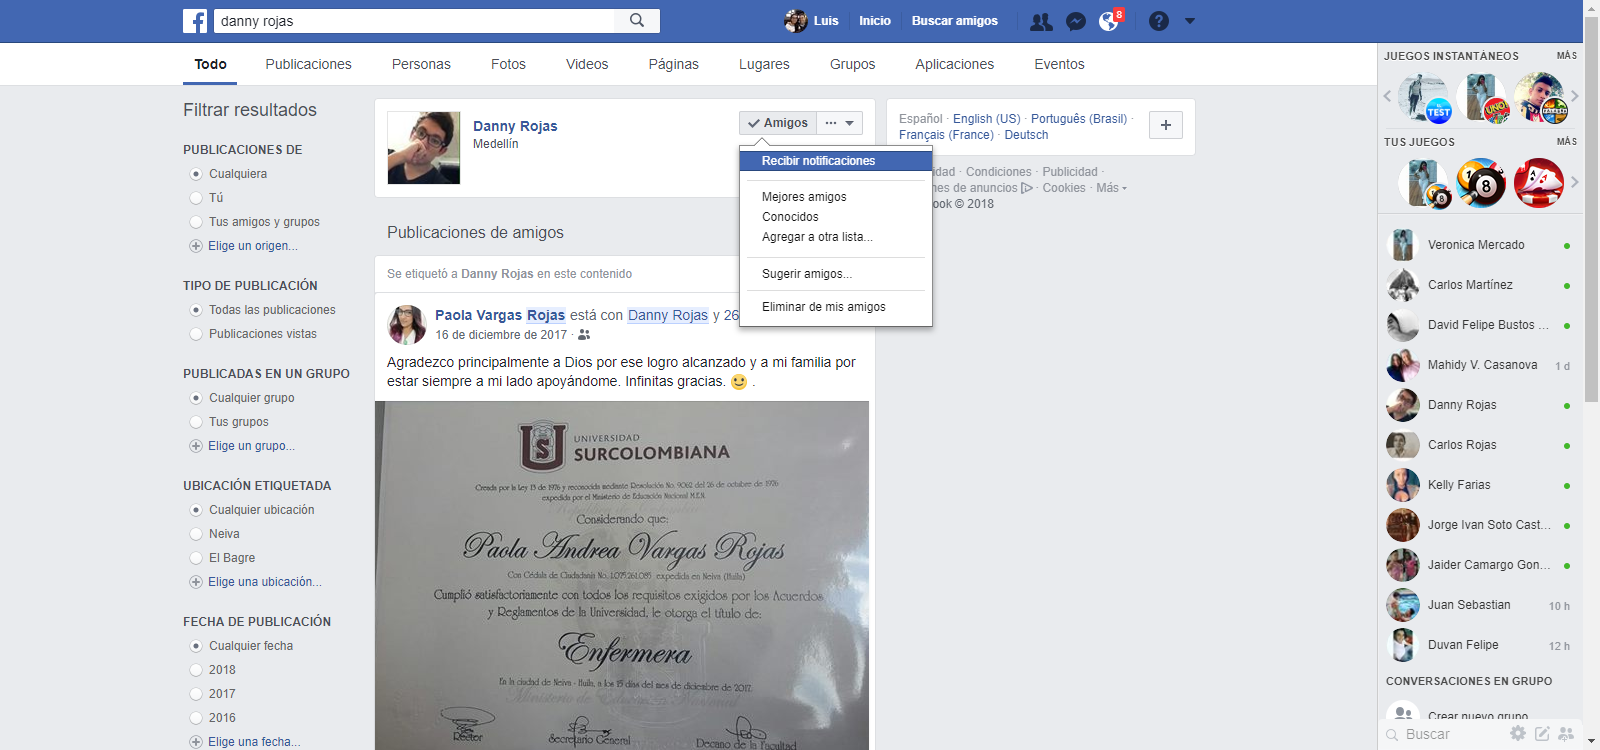 danny rojas
Luis Inicio Buscar amigos
8
Todo Publicaciones Personas Fotos Videos Páginas Lugares Grupos Aplicaciones Eventos
Filtrar resultados
PUBLICACIONES DE
Cualquiera
Tú
Tus amigos y grupos
Elige un origen...
TIPO DE PUBLICACIÓN
Todas las publicaciones
Publicaciones vistas
PUBLICADAS EN UN GRUPO
Cualquier grupo
Tus grupos
Elige un grupo...
UBICACIÓN ETIQUETADA
Cualquier ubicación
Neiva
El Bagre
Elige una ubicación...
FECHA DE PUBLICACIÓN
Cualquier fecha
2018
2017
2016
Elige una fecha...
Danny Rojas
Medellín
Amigos
Recibir notificaciones
Mejores amigos
Conocidos
Agregar a otra lista...
Sugerir amigos...
Eliminar de mis amigos
Publicaciones de amigos
Se etiquetó a Danny Rojas en este contenido
Paola Vargas Rojas está con Danny Rojas y 26
16 de diciembre de 2017 ·
Agradezco principalmente a Dios por ese logro alcanzado y a mi familia por
estar siempre a mi lado apoyándome. Infinitas gracias. .
UNIVERSIDAD
SURCOLOMBIANA
Creada por la Ley 13 de 1976 y reconocida mediante Resolución No. 9062 del 26 de octubre de 1976
expedida por el Ministerio de Educación Nacional M.E.N.
Considerando que:
Paola Andrea Vargas Rojas
Con Cédula de Ciudadanía No. 1.075261.085 expedida en Neiva (Huila)
Cumplió satisfactoriamente con todos los requisitos exigidos por los Acuerdos
y Reglamentos de la Universidad, le otorga el título de:
Enfermera
En la ciudad de Neiva - Huila, a los 15 días del mes de diciembre de 2017.
Rector Secretario General Decano de la Facultad
Español · English (US) · Português (Brasil) ·
Français (France) · Deutsch
idad · Condiciones · Publicidad ·
nes de anuncios · Cookies · Más
ook © 2018
JUEGOS INSTANTÁNEOS MÁS
TEST
UNO
TUS JUEGOS MÁS
8
8
A
Veronica Mercado
Carlos Martínez
David Felipe Bustos ...
Mahidy V. Casanova 1 d
Danny Rojas
Carlos Rojas
Kelly Farias
Jorge Ivan Soto Cast...
Jaider Camargo Gon...
Juan Sebastian 10 h
Duvan Felipe 12 h
CONVERSACIONES EN GRUPO
Crear nuevo grupo
Buscar